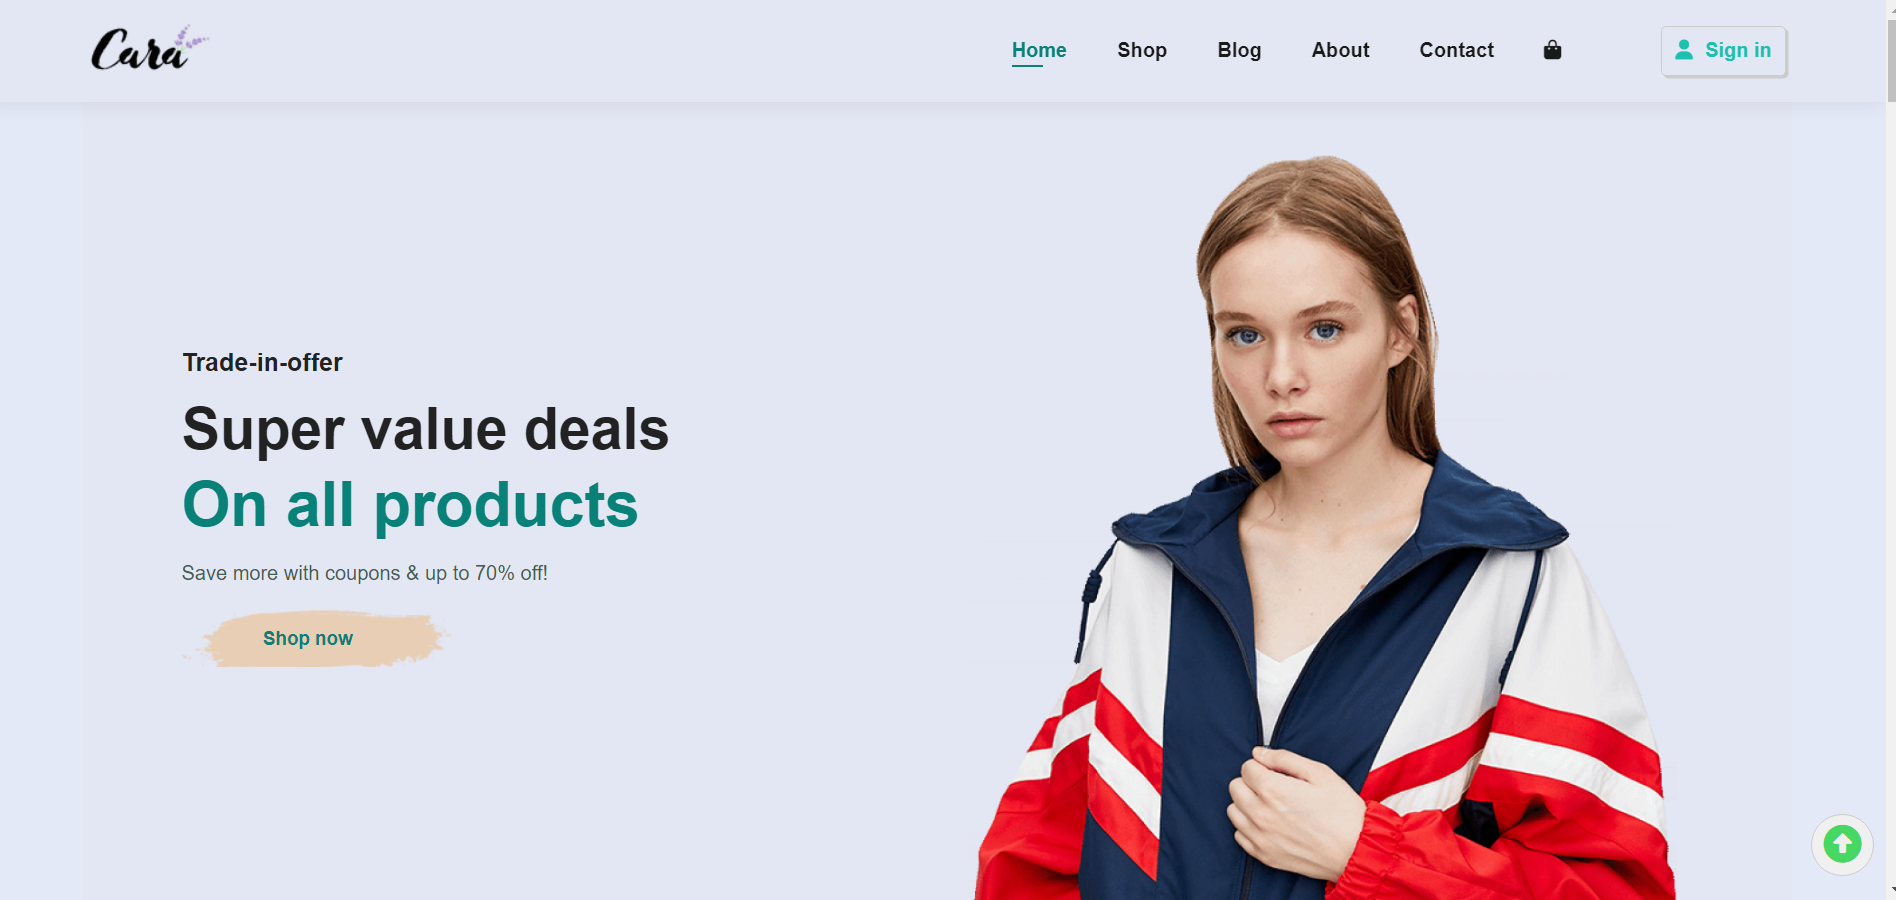 Cara
Home Shop Blog About Contact Sign in
Trade-in-offer
Super value deals
On all products
Save more with coupons & up to 70% off!
Shop now